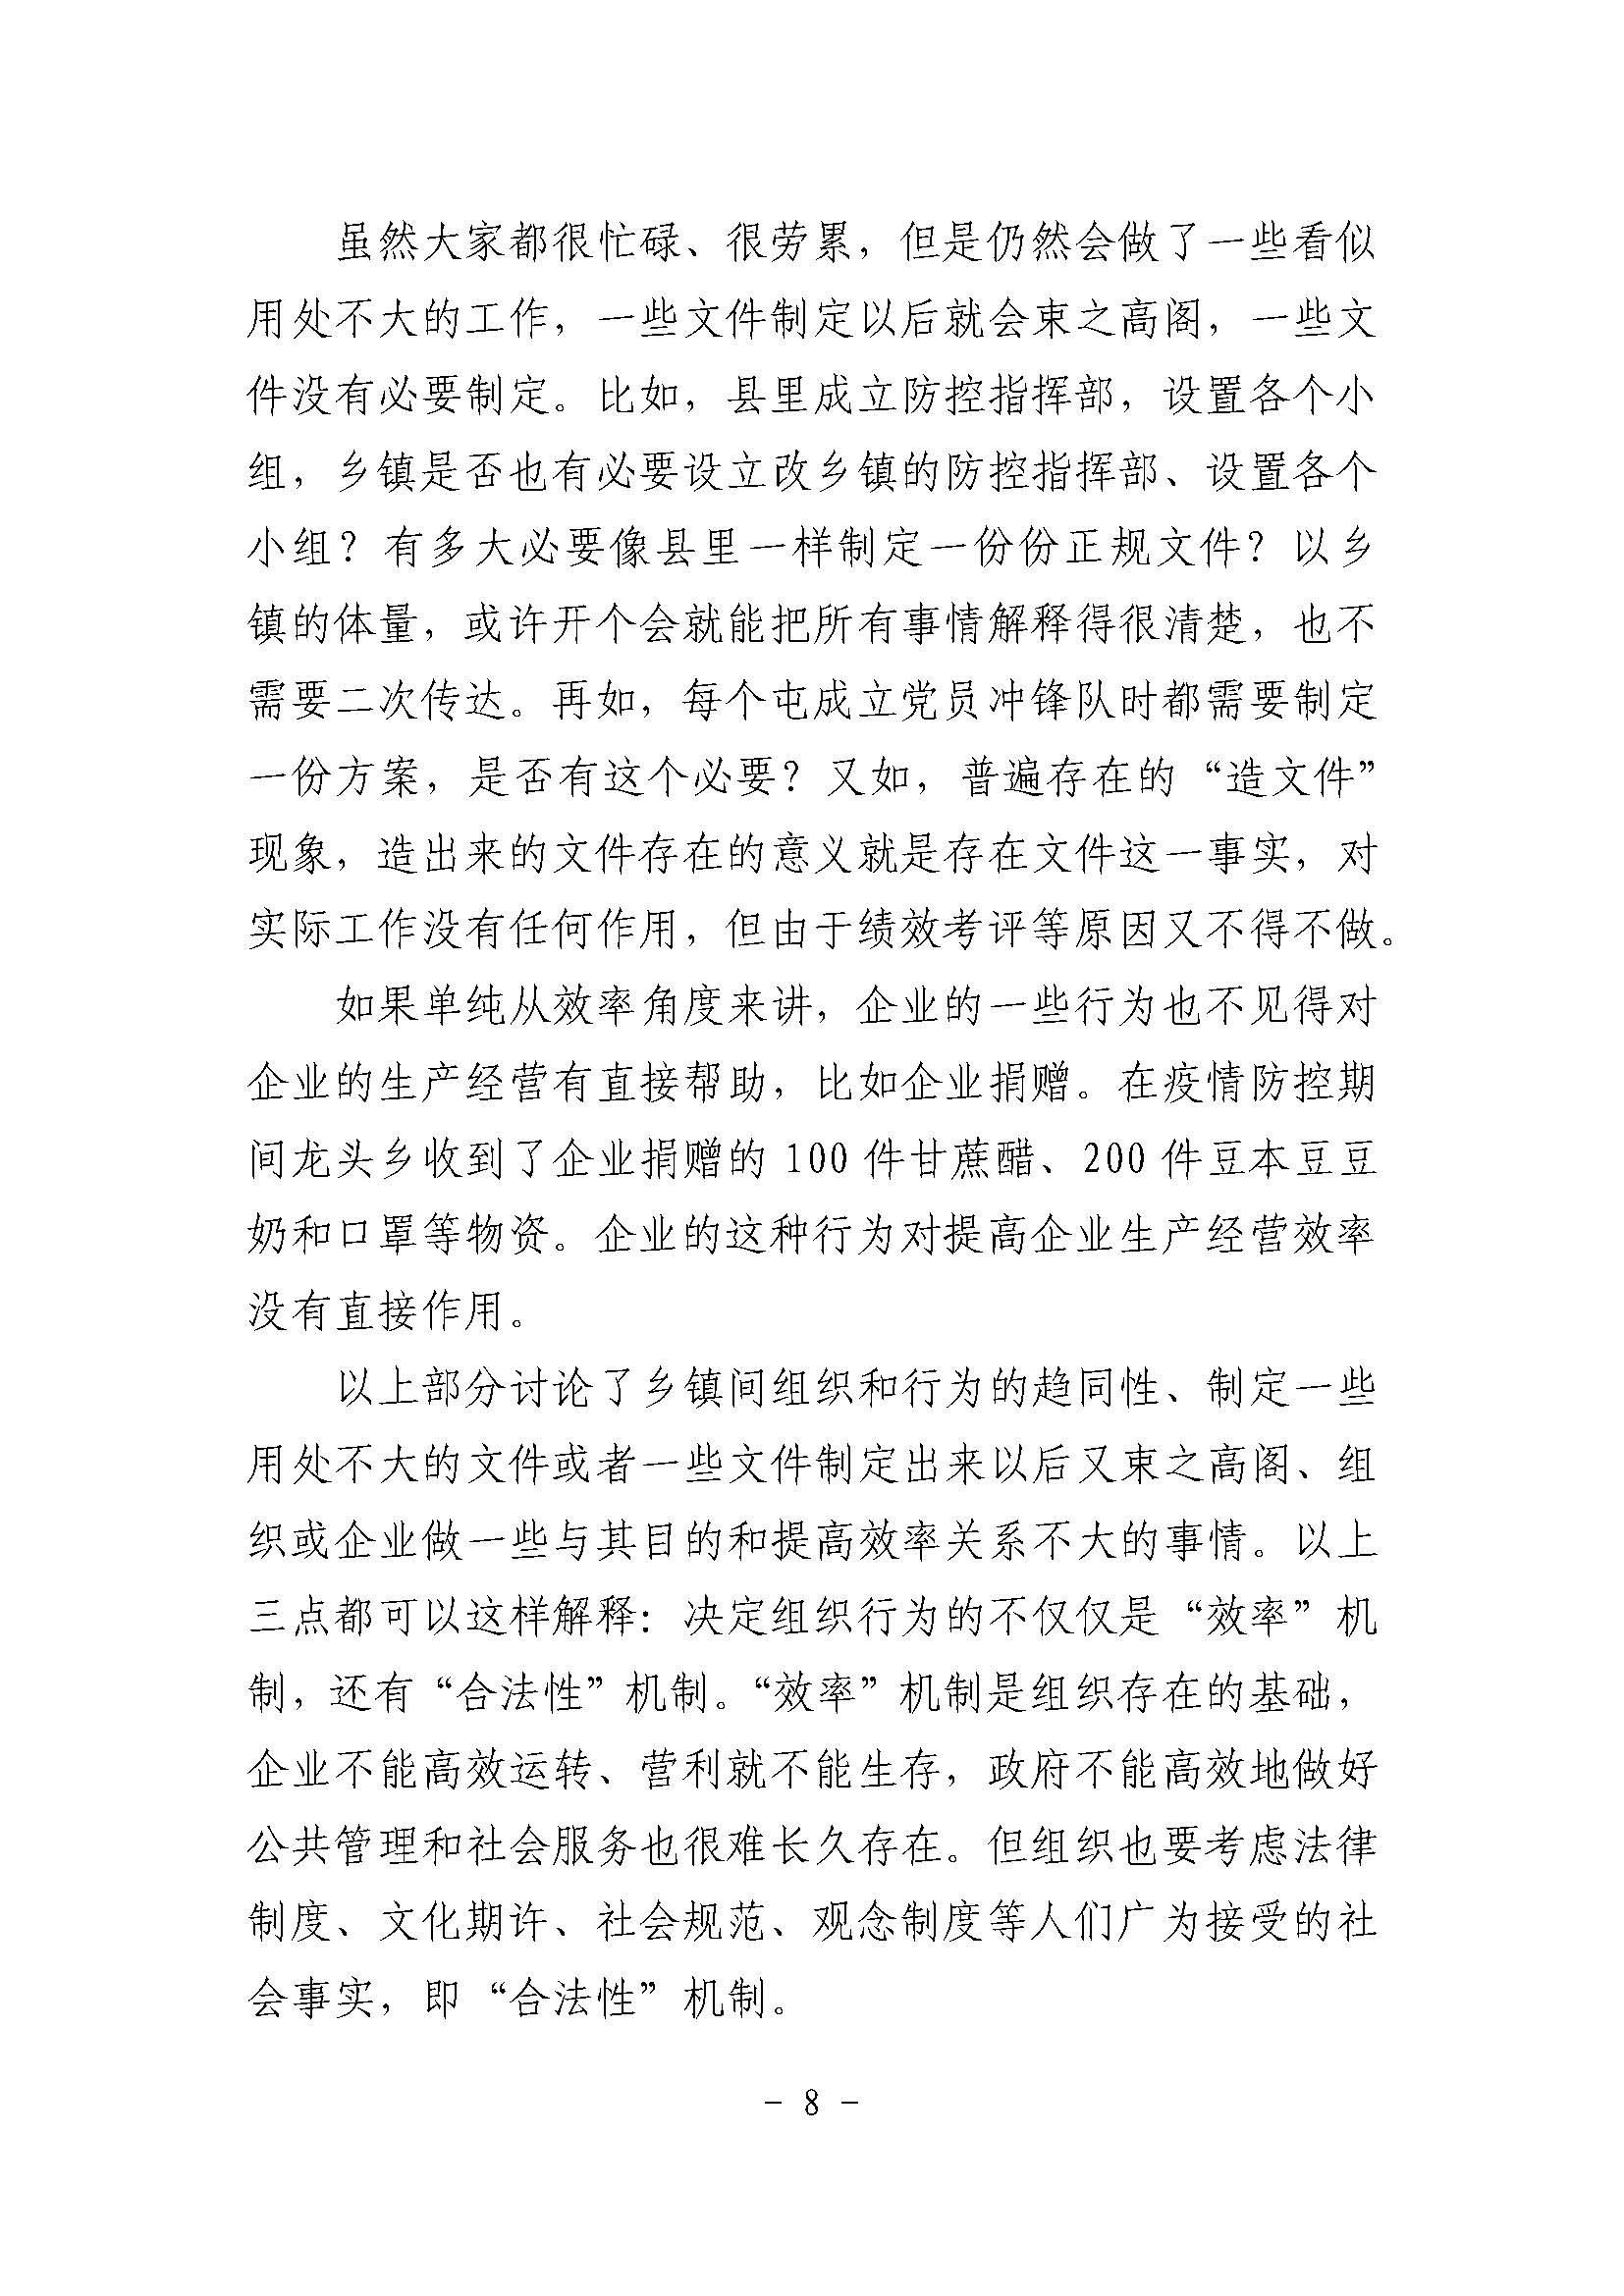 虽然大家都很忙碌、很劳累，但是仍然会做了一些看似
用处不大的工作，一些文件制定以后就会束之高阁，一些文
件没有必要制定。比如，县里成立防控指挥部，设置各个小
组，乡镇是否也有必要设立改乡镇的防控指挥部、设置各个
小组？有多大必要像县里一样制定一份份正规文件？以乡
镇的体量，或许开个会就能把所有事情解释得很清楚，也不
需要二次传达。再如，每个屯成立党员冲锋队时都需要制定
一份方案，是否有这个必要？又如，普遍存在的“造文件”
现象，造出来的文件存在的意义就是存在文件这一事实，对
实际工作没有任何作用，但由于绩效考评等原因又不得不做。
如果单纯从效率角度来讲，企业的一些行为也不见得对
企业的生产经营有直接帮助，比如企业捐赠。在疫情防控期
间龙头乡收到了企业捐赠的 100 件甘蔗醋、200 件豆本豆豆
奶和口罩等物资。企业的这种行为对提高企业生产经营效率
没有直接作用。
以上部分讨论了乡镇间组织和行为的趋同性、制定一些
用处不大的文件或者一些文件制定出来以后又束之高阁、组
织或企业做一些与其目的和提高效率关系不大的事情。以上
三点都可以这样解释：决定组织行为的不仅仅是“效率”机
制，还有“合法性”机制。“效率”机制是组织存在的基础，
企业不能高效运转、营利就不能生存，政府不能高效地做好
公共管理和社会服务也很难长久存在。但组织也要考虑法律
制度、文化期许、社会规范、观念制度等人们广为接受的社
会事实，即“合法性”机制。
- 8 -